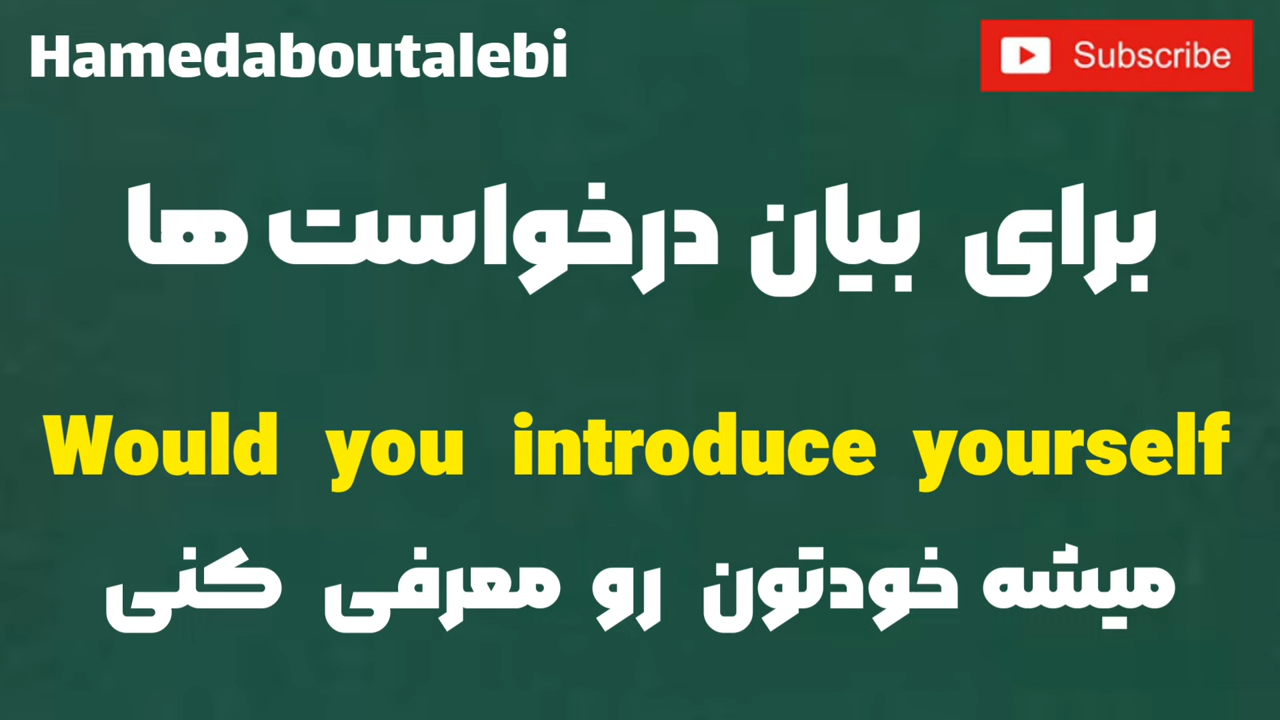 Hamedaboutalebi
Subscribe
برای بیان درخواست ها
Would you introduce yourself
میشه خودتون رو معرفی کنی